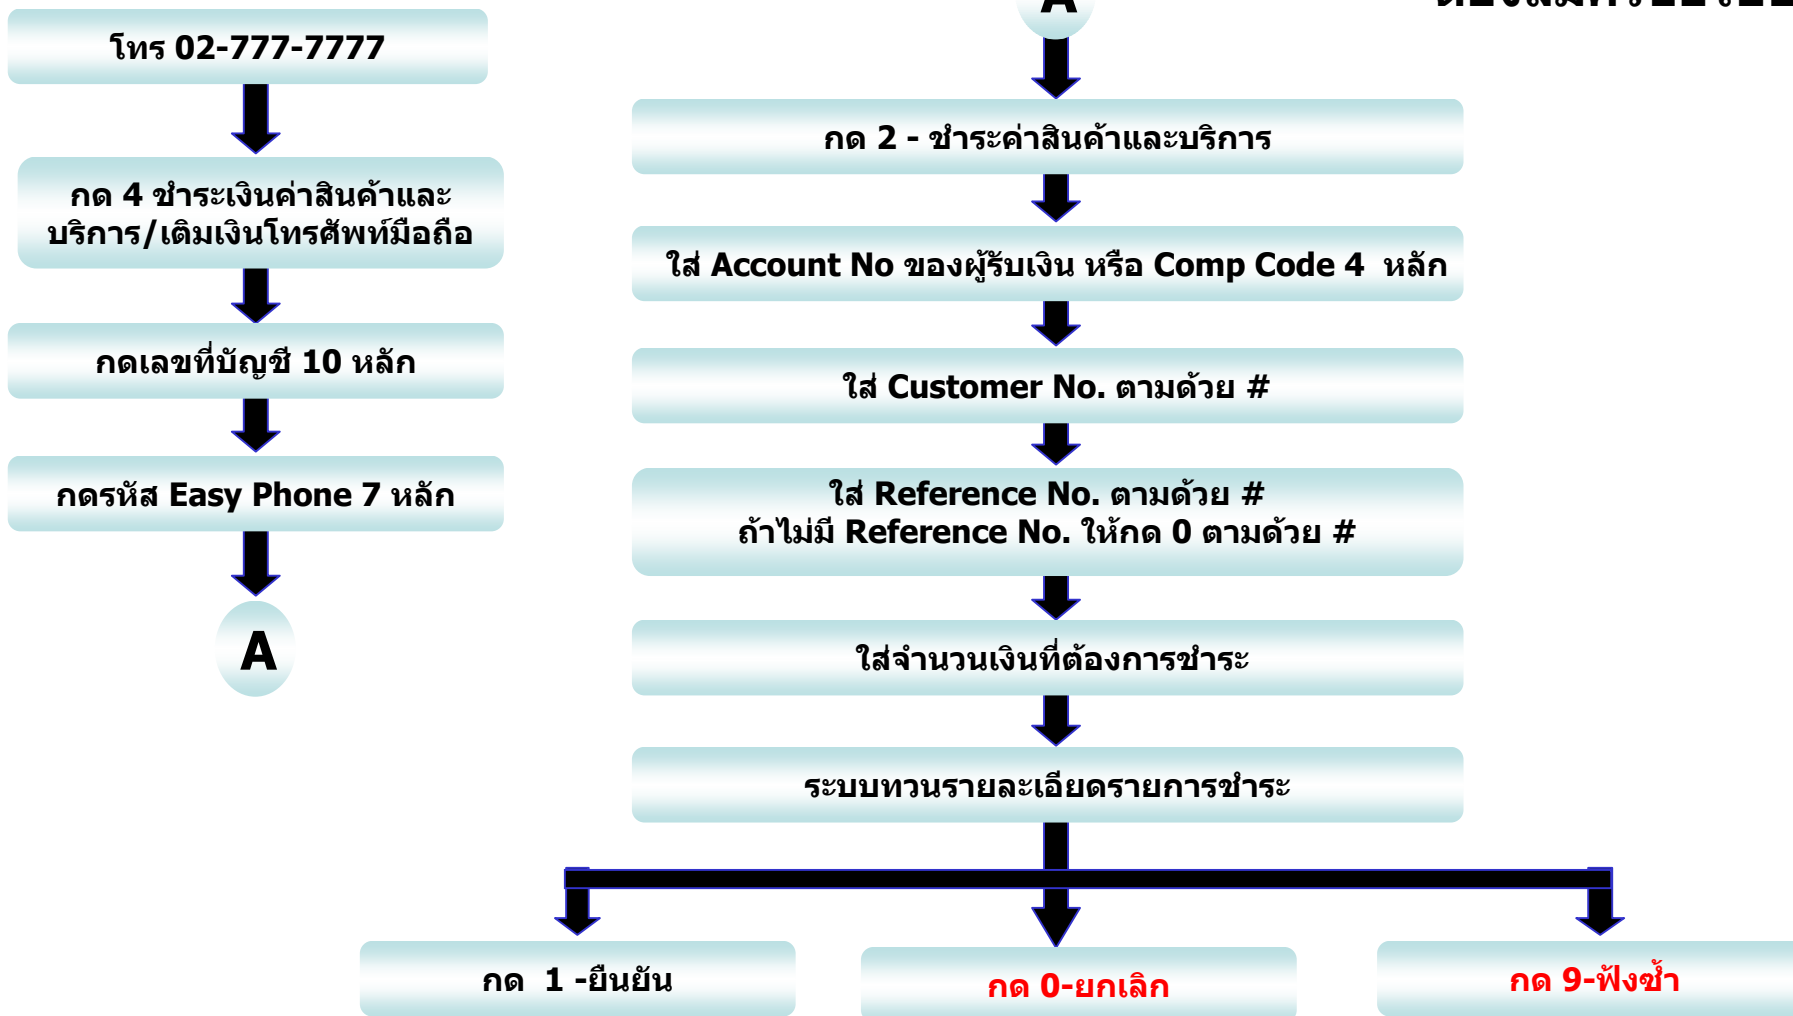 โทร 02-777-7777
กด 4 ชำระเงินค่าสินค้าและ
บริการ/เติมเงินโทรศัพท์มือถือ
กดเลขที่บัญชี 10 หลัก
กดรหัส Easy Phone 7 หลัก
A
A
กด 2 - ชำระค่าสินค้าและบริการ
ใส่ Account No ของผู้รับเงิน หรือ Comp Code 4 หลัก
ใส่ Customer No. ตามด้วย #
ใส่ Reference No. ตามด้วย #
ถ้าไม่มี Reference No. ให้กด 0 ตามด้วย #
ใส่จำนวนเงินที่ต้องการชำระ
ระบบทวนรายละเอียดรายการชำระ
กด 1 -ยืนยัน
กด 0-ยกเลิก
กด 9-ฟังซ้ำ